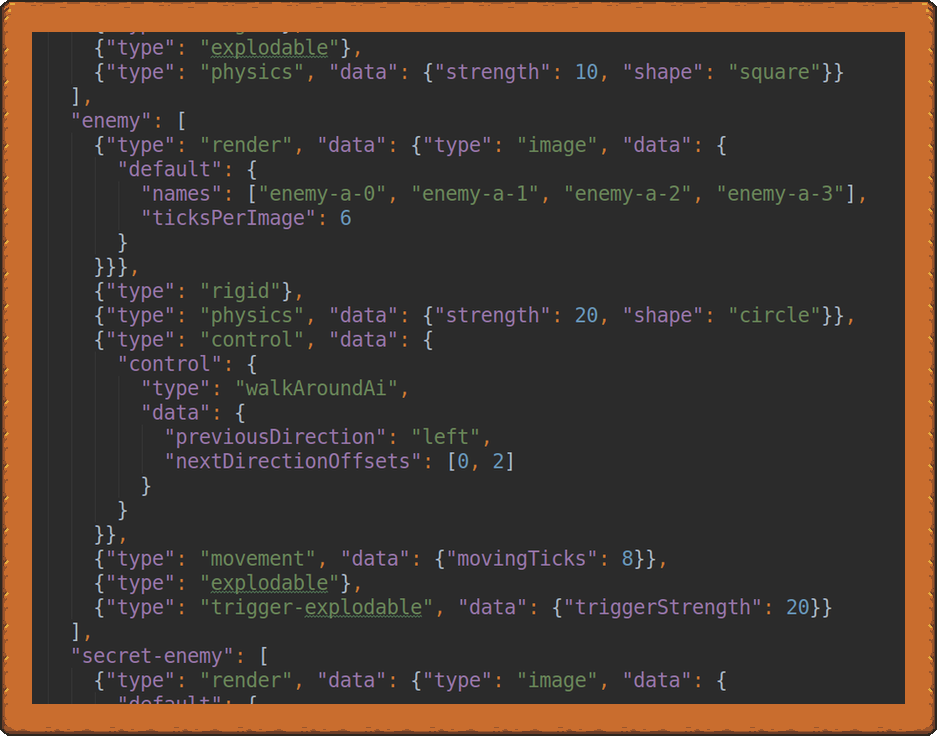 {"type": "explodable"},
{"type": "physics", "data": {"strength": 10, "shape": "square"}}
],
"enemy": [
{"type": "render", "data": {"type": "image", "data": {
"default": {
"names": ["enemy-a-0", "enemy-a-1", "enemy-a-2", "enemy-a-3"],
"ticksPerImage": 6
}
}}},
{"type": "rigid"},
{"type": "physics", "data": {"strength": 20, "shape": "circle"}},
{"type": "control", "data": {
"control": {
"type": "walkAroundAi",
"data": {
"previousDirection": "left",
"nextDirectionOffsets": [0, 2]
}
}
}},
{"type": "movement", "data": {"movingTicks": 8}},
{"type": "explodable"},
{"type": "trigger-explodable", "data": {"triggerStrength": 20}}
],
"secret-enemy": [
{"type": "render", "data": {"type": "image", "data": {
"default": {